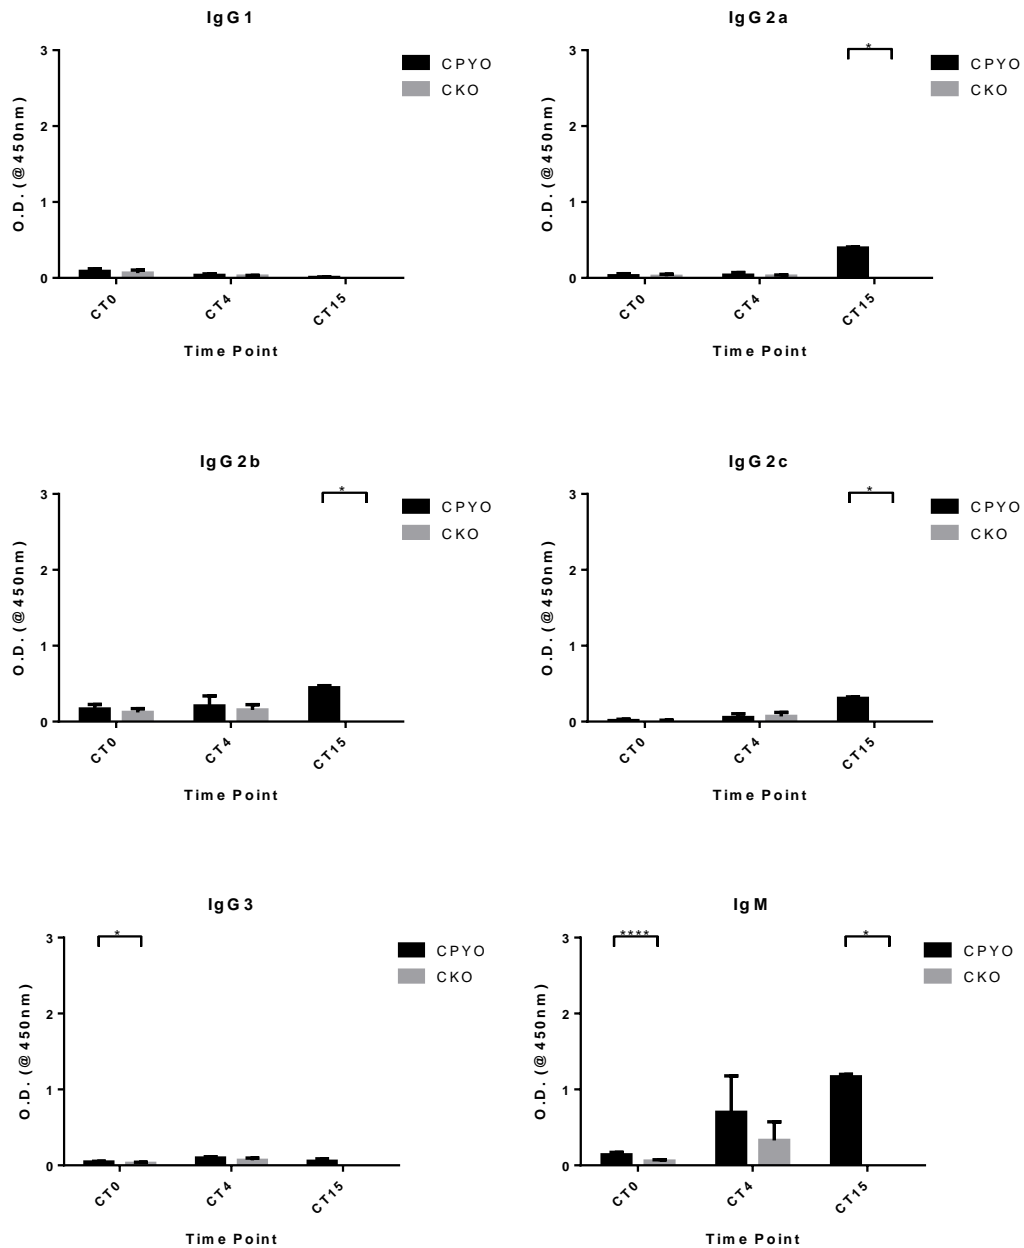 IgG1
3
2
1
0
O.D. (@450nm)
CT0
CT4
CT15
Time Point
CPYO
CKO
IgG2a
*
3
2
1
0
O.D. (@450nm)
CT0
CT4
CT15
Time Point
CPYO
CKO
IgG2b
*
3
2
1
0
O.D. (@450nm)
CT0
CT4
CT15
Time Point
CPYO
CKO
IgG2c
*
3
2
1
0
O.D. (@450nm)
CT0
CT4
CT15
Time Point
CPYO
CKO
IgG3
*
3
2
1
0
O.D. (@450nm)
CT0
CT4
CT15
Time Point
CPYO
CKO
IgM
****
*
3
2
1
0
O.D. (@450nm)
CT0
CT4
CT15
Time Point
CPYO
CKO